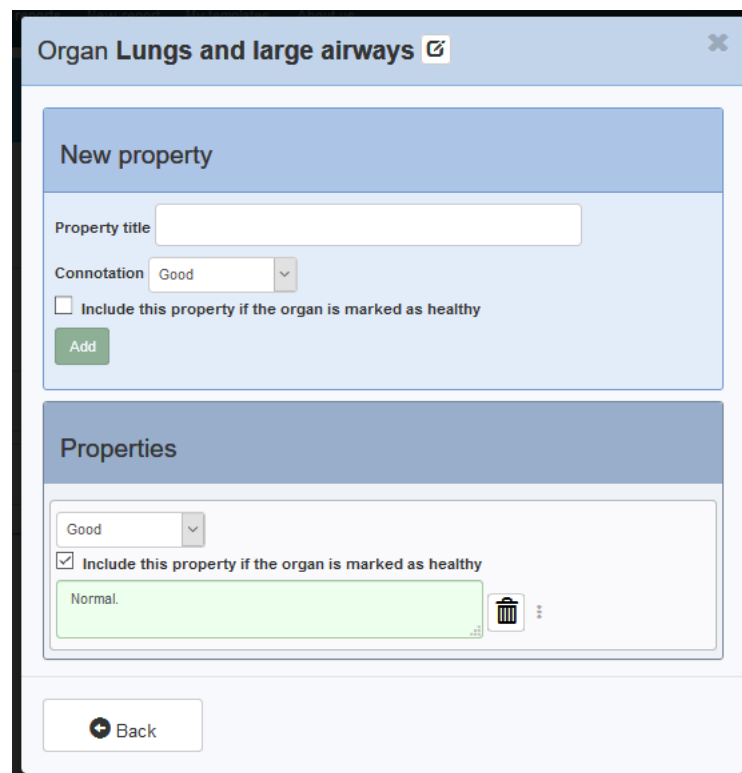 Organ Lungs and large airways
New property
Property title
Connotation Good
Include this property if the organ is marked as healthy
Add
Properties
Good
Include this property if the organ is marked as healthy
Normal.
Back